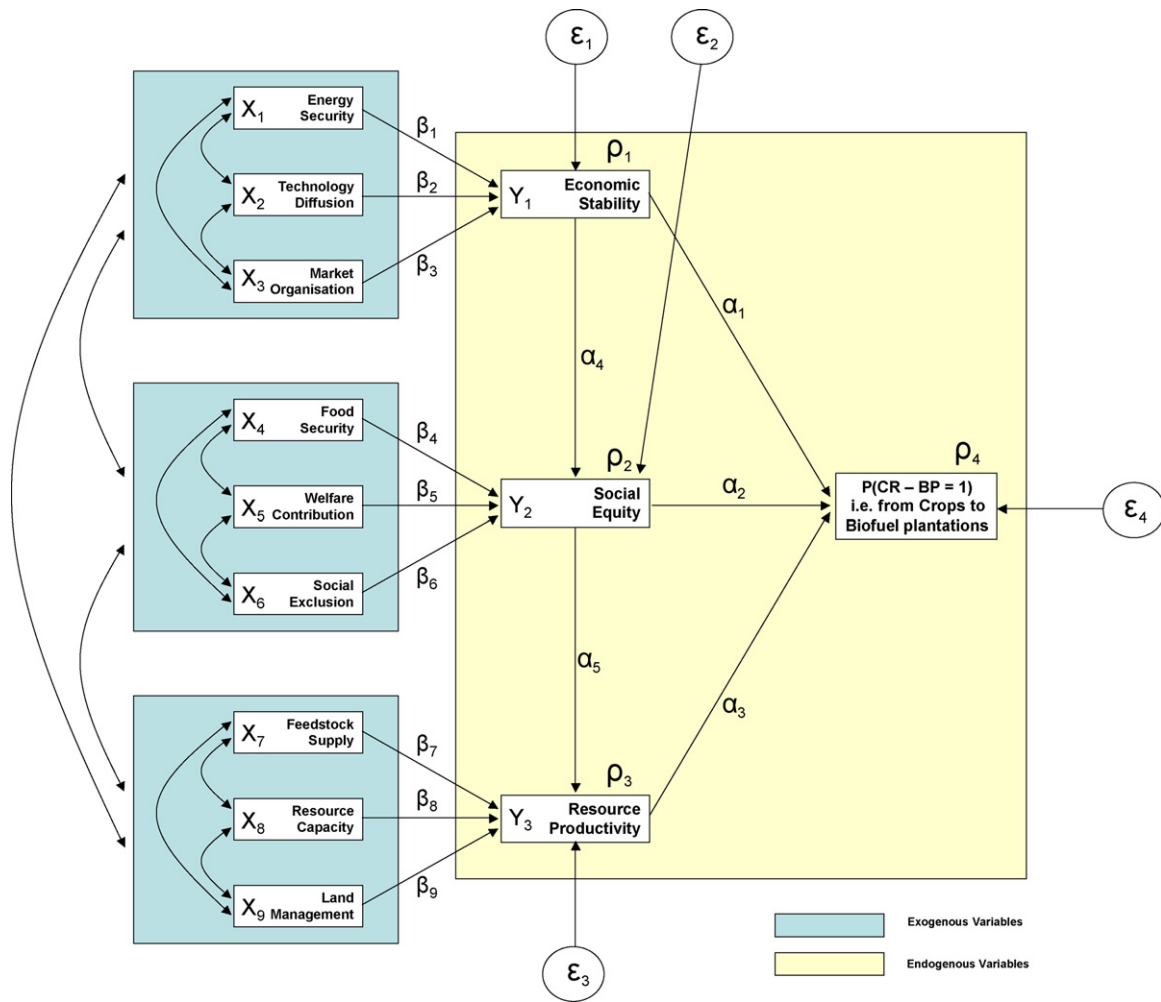 ε1
ε2
X1 Energy
Security
β1
ρ1
X2 Technology
Diffusion
β2
Y1 Economic
Stability
X3 Market
Organisation
β3
α1
α4
X4 Food
Security
β4
ρ2
ρ4
X5 Welfare
Contribution
β5
Y2 Social
Equity
α2
P(CR – BP = 1)
i.e. from Crops to
Biofuel plantations
ε4
X6 Social
Exclusion
β6
α5
α3
X7 Feedstock
Supply
β7
ρ3
X8 Resource
Capacity
β8
Y3 Resource
Productivity
X9 Land
Management
β9
ε3
Exogenous Variables
Endogenous Variables